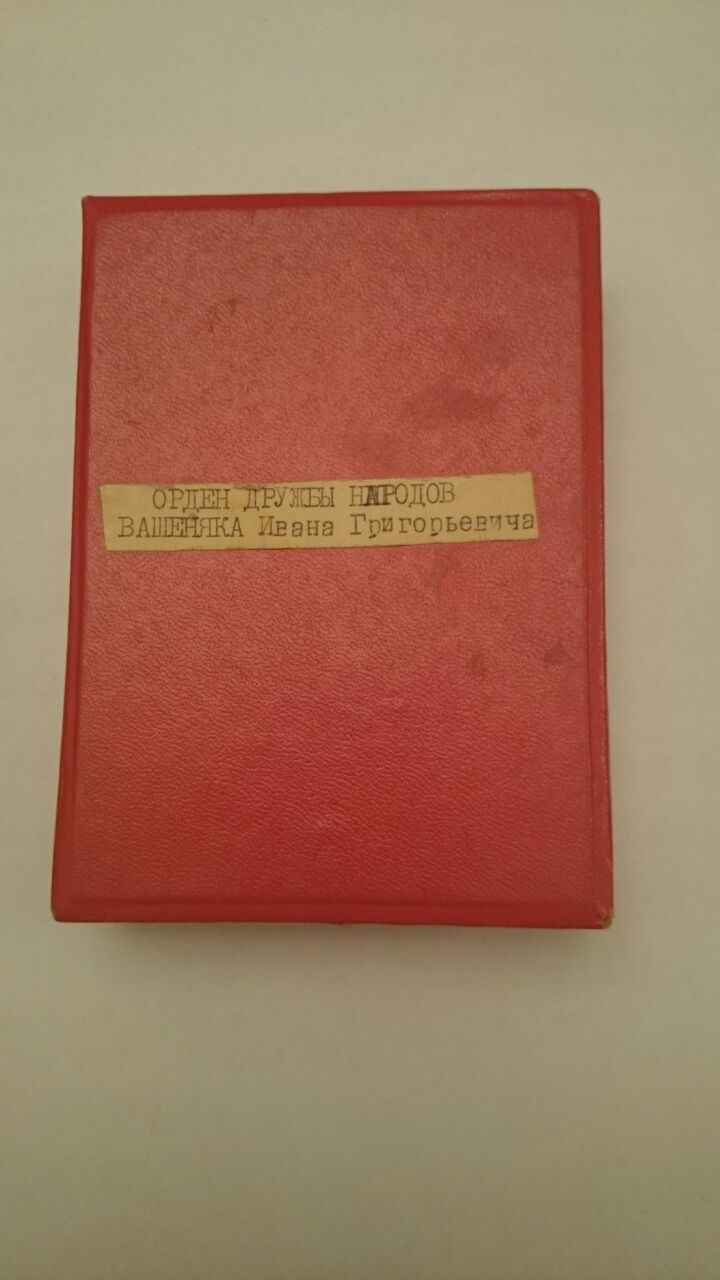 ОРДЕН ДРУЖБЫ НАРОДОВ
ВАШЕНЯКА Ивана Григорьевича